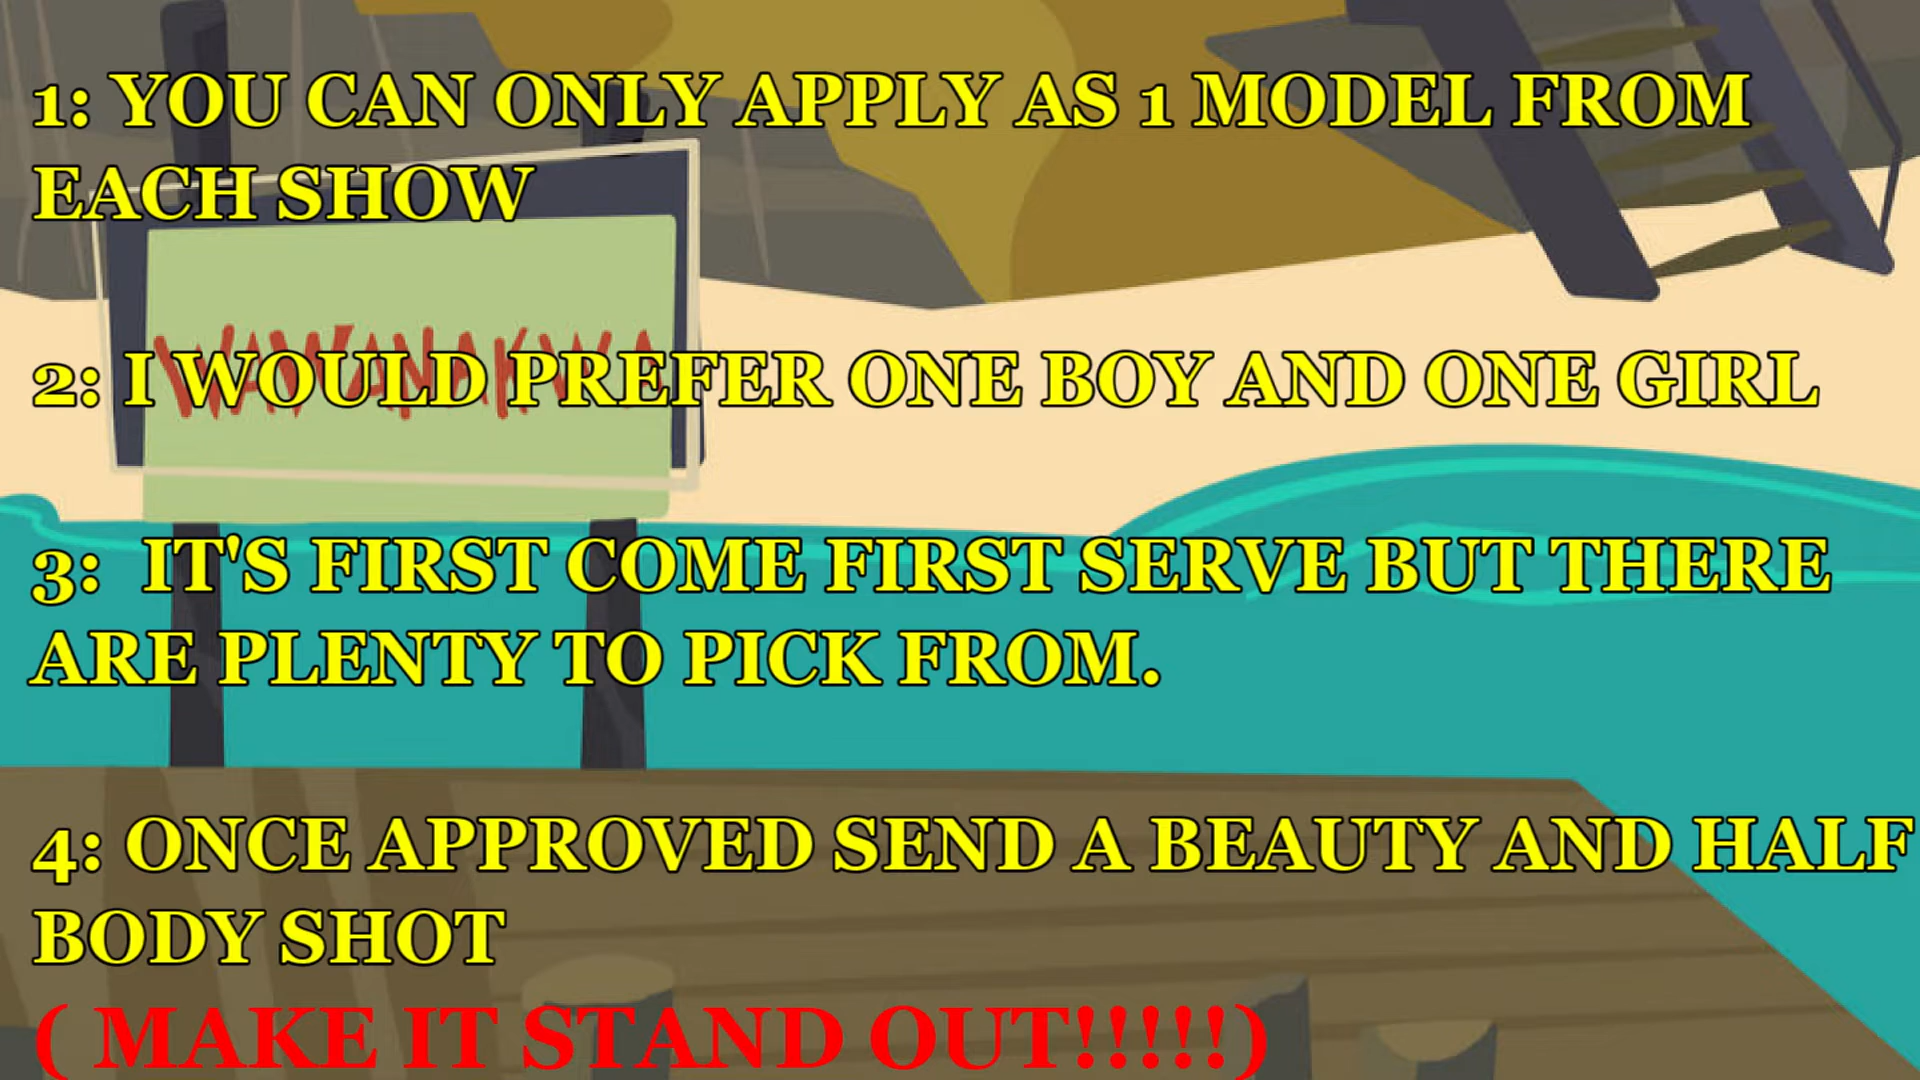 1: YOU CAN ONLY APPLY AS 1 MODEL FROM
EACH SHOW
WAWANAKWA
2: I WOULD PREFER ONE BOY AND ONE GIRL
3:  IT'S FIRST COME FIRST SERVE BUT THERE
ARE PLENTY TO PICK FROM.
4: ONCE APPROVED SEND A BEAUTY AND HALF
BODY SHOT
( MAKE IT STAND OUT!!!!!)